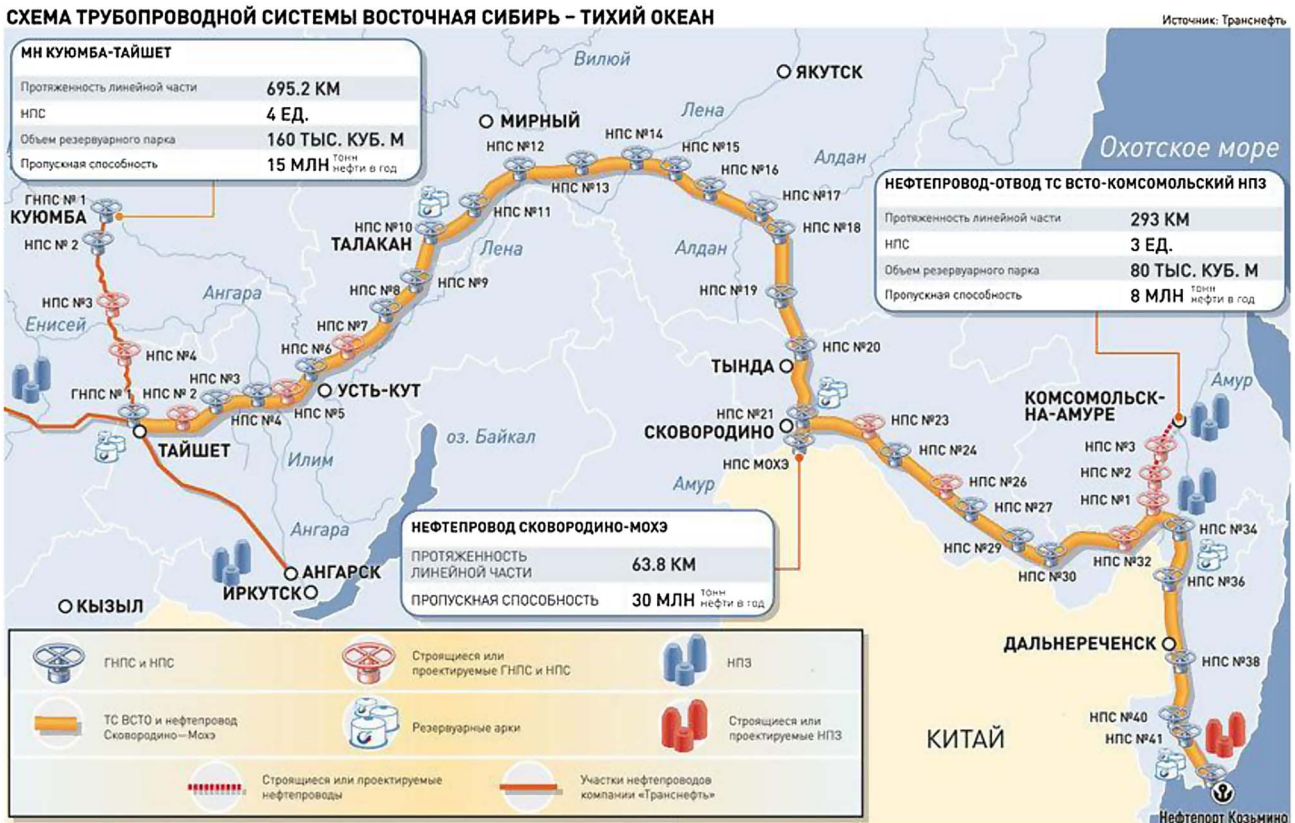 СХЕМА ТРУБОПРОВОДНОЙ СИСТЕМЫ ВОСТОЧНАЯ СИБИРЬ – ТИХИЙ ОКЕАН
Источник: Транснефть
МН КУЮМБА-ТАЙШЕТ
Протяженность линейной части 695.2 КМ
НПС 4 ЕД.
Объем резервуарного парка 160 ТЫС. КУБ. М
Пропускная способность 15 МЛН тонн нефти в год
Вилюй
ЯКУТСК
Лена
МИРНЫЙ
НПС №14
НПС №12
НПС №15
НПС №13
НПС №16
Алдан
Охотское море
НЕФТЕПРОВОД-ОТВОД ТС ВСТО-КОМСОМОЛЬСКИЙ НПЗ
Протяженность линейной части 293 КМ
НПС 3 ЕД.
Объем резервуарного парка 80 ТЫС. КУБ. М
Пропускная способность 8 МЛН тонн нефти в год
ГНПС № 1
КУЮМБА
НПС № 2
НПС №11
НПС №17
НПС №10
ТАЛАКАН
НПС №18
Лена
Алдан
НПС №9
НПС №19
НПС №3
Ангара
НПС №8
Енисей
НПС №7
НПС №4
НПС №6
НПС №20
ТЫНДА
НПС №3
ГНПС № 1
НПС № 2
УСТЬ-КУТ
НПС №5
НПС №4
Амур
КОМСОМОЛЬСК-
НА-АМУРЕ
НПС №21
СКОВОРОДИНО
НПС №23
ТАЙШЕТ
оз. Байкал
НПС №24
НПС №3
Илим
НПС МОХЭ
НПС №2
Амур
НПС №26
НПС №1
НПС №27
Ангара
НЕФТЕПРОВОД СКОВОРОДИНО-МОХЭ
ПРОТЯЖЕННОСТЬ
ЛИНЕЙНОЙ ЧАСТИ 63.8 КМ
ПРОПУСКНАЯ СПОСОБНОСТЬ 30 МЛН тонн нефти в год
НПС №34
НПС №29
НПС №32
НПС №30
НПС №36
АНГАРСК
ИРКУТСК
КЫЗЫЛ
ДАЛЬНЕРЕЧЕНСК
НПС №38
НПС №40
НПС №41
КИТАЙ
Нефтепорт Козьмино
ГНПС и НПС
Строящиеся или
проектируемые ГНПС и НПС
НПЗ
ТС ВСТО и нефтепровод
Сковородино—Мохэ
Резервуарные арки
Строящиеся или
проектируемые НПЗ
Строящиеся или проектируемые
нефтепроводы
Участки нефтепроводов
компании «Транснефть»